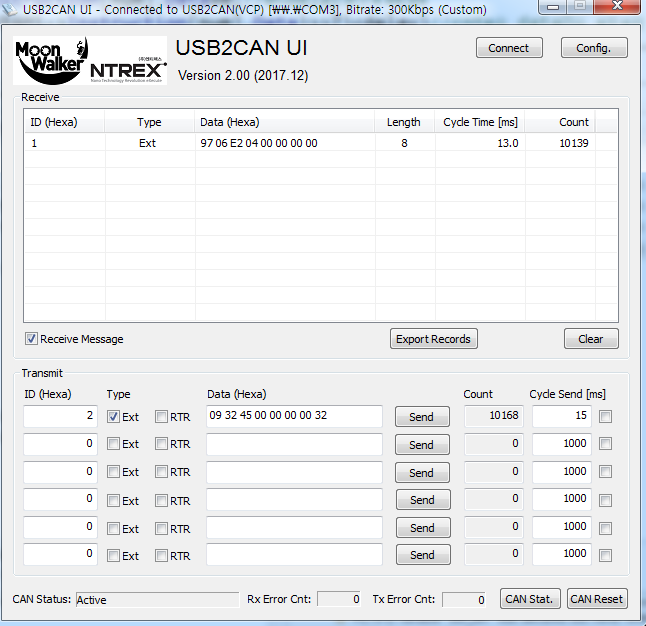 USB2CAN UI - Connected to USB2CAN(VCP) [₩₩.₩COM3], Bitrate: 300Kbps (Custom)
Moon Walker
NTREX
USB2CAN UI
Version 2.00 (2017.12)
Connect
Config.
Receive
ID (Hexa) Type Data (Hexa) Length Cycle Time [ms] Count
1 Ext 97 06 E2 04 00 00 00 00 8 13.0 10139
Receive Message
Export Records
Clear
Transmit
ID (Hexa) Type Data (Hexa) Count Cycle Send [ms]
2 Ext RTR 09 32 45 00 00 00 00 32 Send 10168 15
0 Ext RTR Send 0 1000
0 Ext RTR Send 0 1000
0 Ext RTR Send 0 1000
0 Ext RTR Send 0 1000
0 Ext RTR Send 0 1000
CAN Status: Active Rx Error Cnt: 0 Tx Error Cnt: 0 CAN Stat. CAN Reset